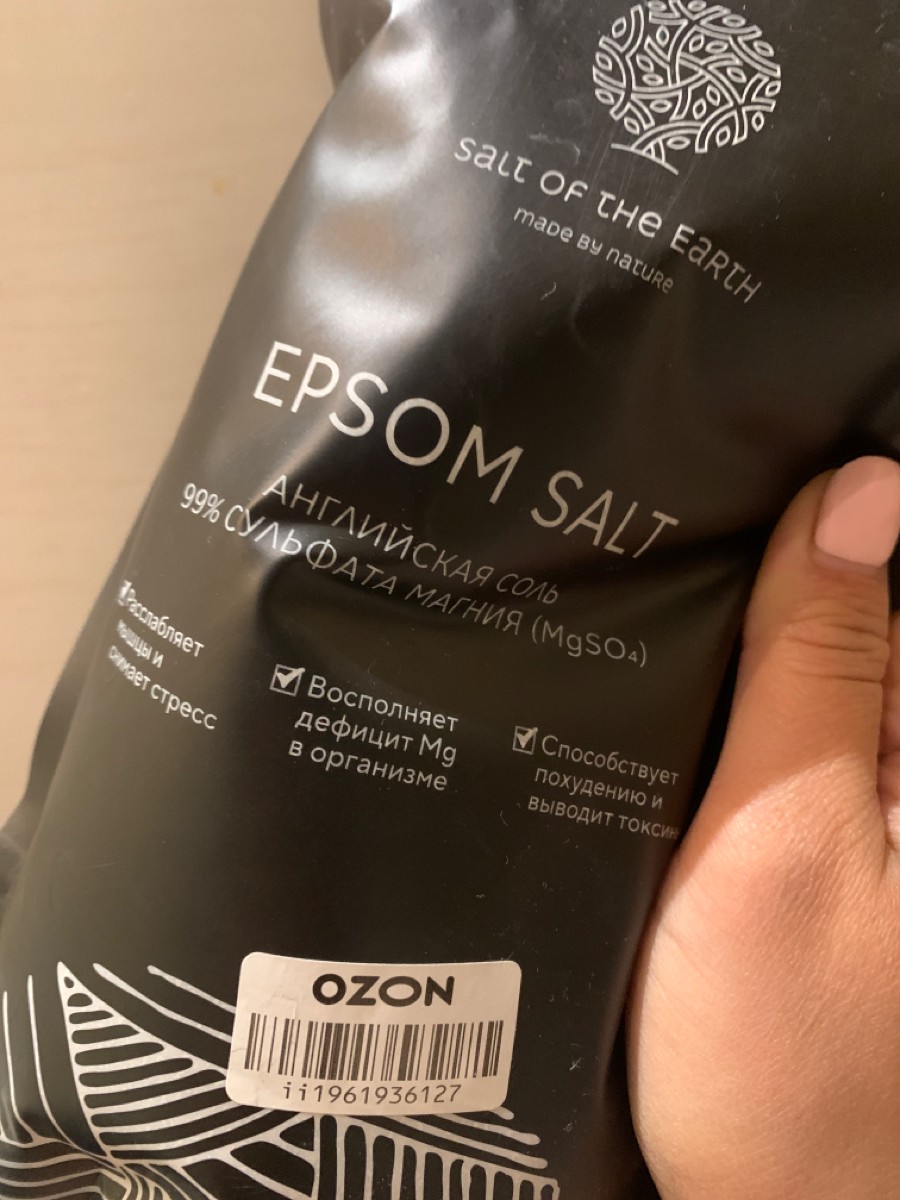 salt of the earth
made by nature
EPSOM SALT
АНГЛИЙСКАЯ СОЛЬ
99% СУЛЬФАТА МАГНИЯ (MgSO₄)
Расслабляет
мышцы и
снимает стресс
Восполняет
дефицит Mg
в организме
Способствует
похудению и
выводит токсины
OZON
ii1961936127